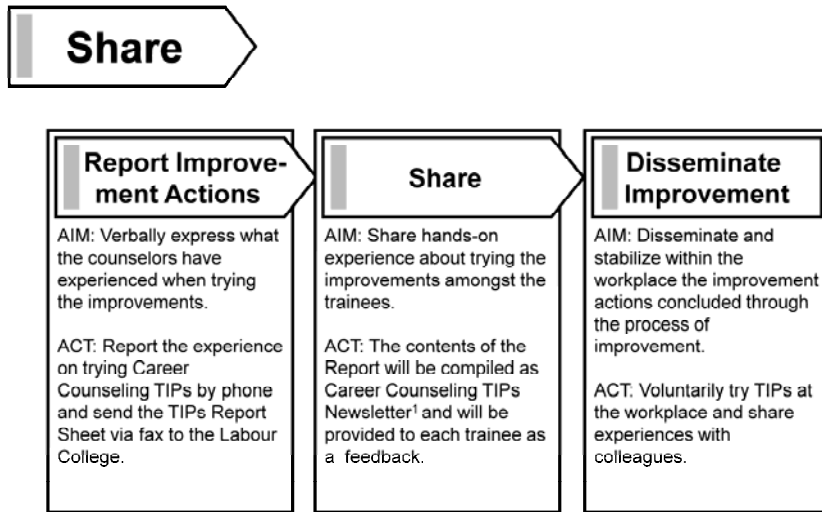 Share
Report Improve-
ment Actions
AIM: Verbally express what
the counselors have
experienced when trying
the improvements.
ACT: Report the experience
on trying Career
Counseling TIPs by phone
and send the TIPs Report
Sheet via fax to the Labour
College.
Share
AIM: Share hands-on
experience about trying the
improvements amongst the
trainees.
ACT: The contents of the
Report will be compiled as
Career Counseling TIPs
Newsletter¹ and will be
provided to each trainee as
a feedback.
Disseminate
Improvement
AIM: Disseminate and
stabilize within the
workplace the improvement
actions concluded through
the process of
improvement.
ACT: Voluntarily try TIPs at
the workplace and share
experiences with
colleagues.